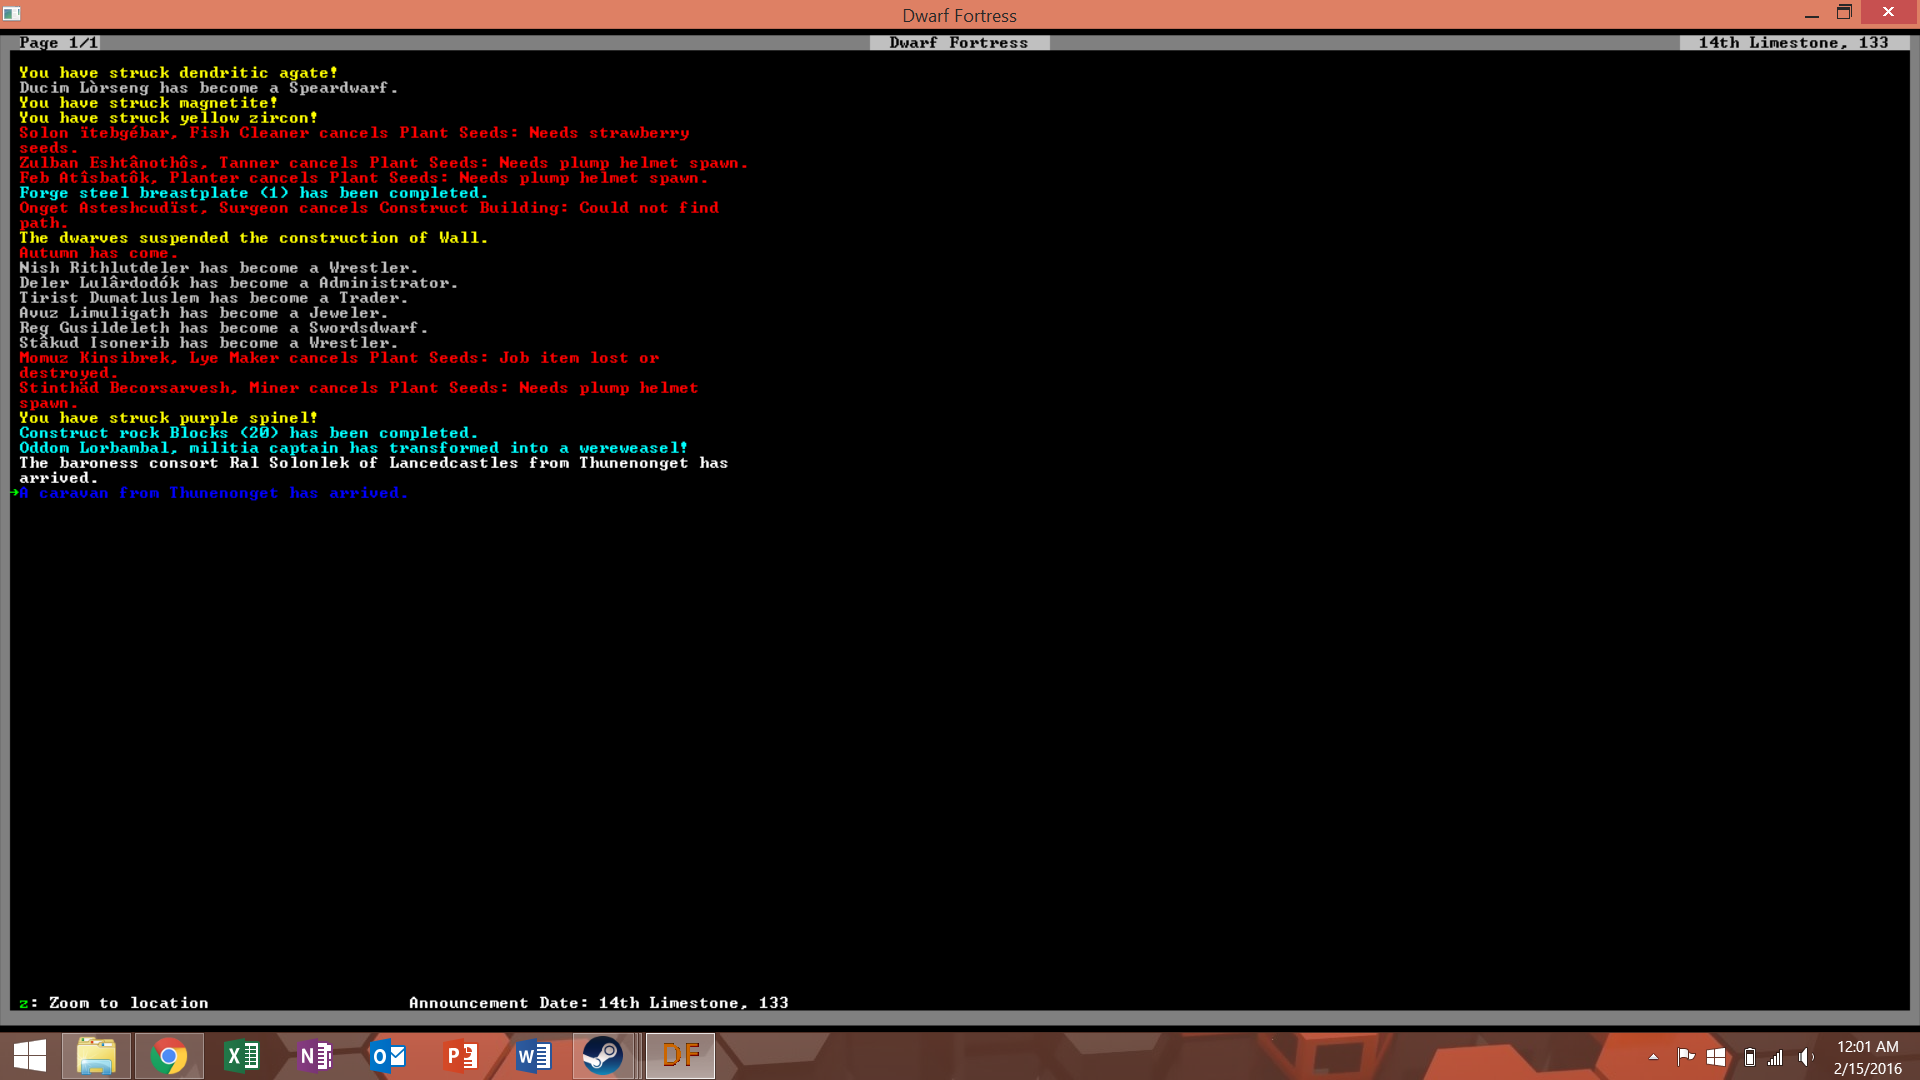 Dwarf Fortress
Page 1/1
Dwarf Fortress
14th Limestone, 133
You have struck dendritic agate!
Ducim Lòrseng has become a Speardwarf.
You have struck magnetite!
You have struck yellow zircon!
Solon ïtebgébar, Fish Cleaner cancels Plant Seeds: Needs strawberry
seeds.
Zulban Eshtânothôs, Tanner cancels Plant Seeds: Needs plump helmet spawn.
Feb Atîsbatôk, Planter cancels Plant Seeds: Needs plump helmet spawn.
Forge steel breastplate (1) has been completed.
Onget Asteshcudïst, Surgeon cancels Construct Building: Could not find
path.
The dwarves suspended the construction of Wall.
Autumn has come.
Nish Rithlutdeler has become a Wrestler.
Deler Lulârdodók has become a Administrator.
Tirist Dumatluslem has become a Trader.
Avuz Limuligath has become a Jeweler.
Reg Gusildeleth has become a Swordsdwarf.
Stâkud Isonerib has become a Wrestler.
Momuz Kinsibrek, Lye Maker cancels Plant Seeds: Job item lost or
destroyed.
Stinthäd Becorsarvesh, Miner cancels Plant Seeds: Needs plump helmet
spawn.
You have struck purple spinel!
Construct rock Blocks (20) has been completed.
Oddom Lorbambal, militia captain has transformed into a wereweasel!
The baroness consort Ral Solonlek of Lancedcastles from Thunenonget has
arrived.
A caravan from Thunenonget has arrived.
z: Zoom to location
Announcement Date: 14th Limestone, 133
DF
12:01 AM
2/15/2016